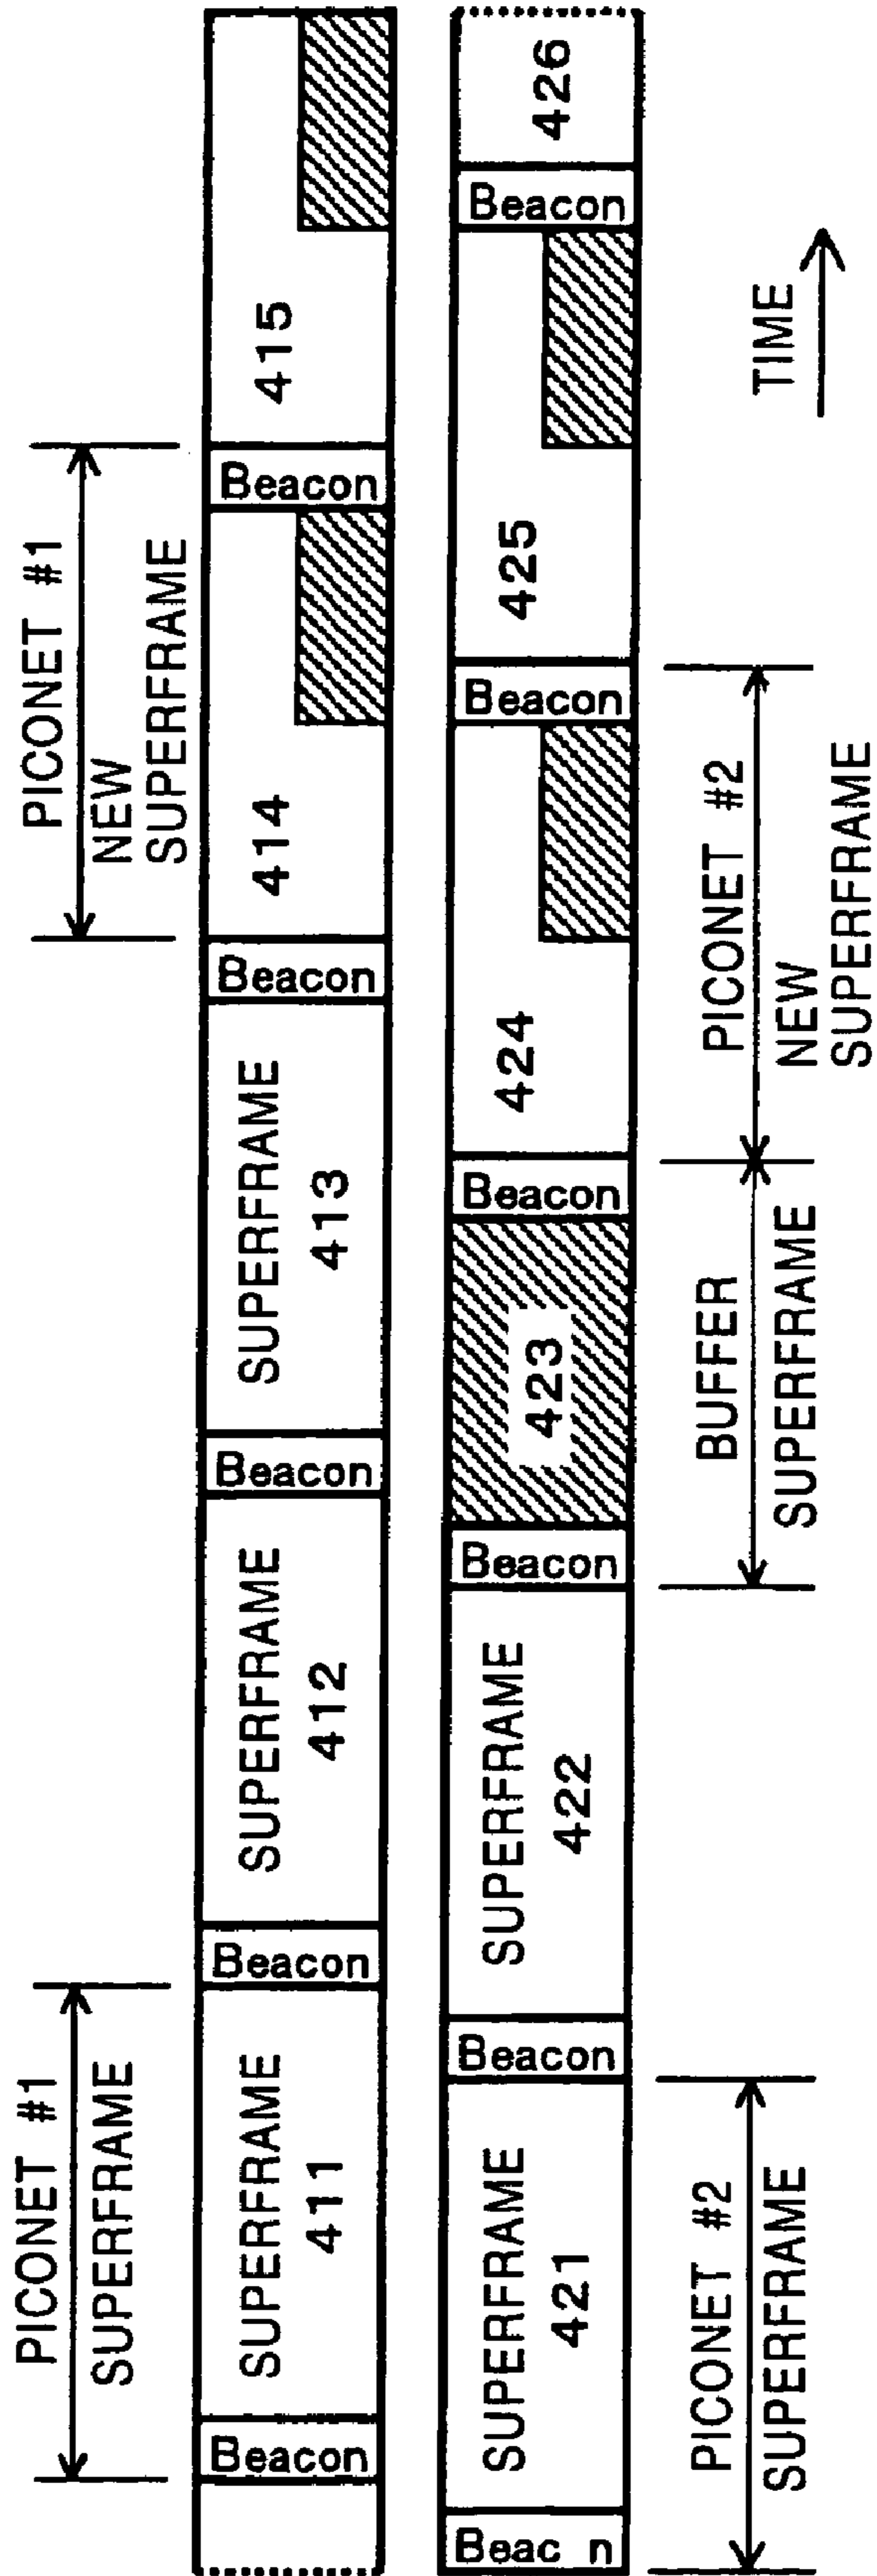 PICONET #1
SUPERFRAME
PICONET #1
NEW
SUPERFRAME
Beacon
SUPERFRAME
411
Beacon
SUPERFRAME
412
Beacon
SUPERFRAME
413
Beacon
414
Beacon
415
Beac n
SUPERFRAME
421
Beacon
SUPERFRAME
422
Beacon
423
Beacon
424
Beacon
425
Beacon
426
PICONET #2
SUPERFRAME
BUFFER
SUPERFRAME
PICONET #2
NEW
SUPERFRAME
TIME